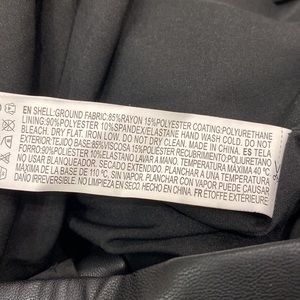 EN SHELL:GROUND FABRIC:85%RAYON 15%POLYESTER COATING:POLYURETHANE
LINING:90%POLYESTER 10%SPANDEX/ELASTANE HAND WASH COLD. DO NOT
BLEACH. DRY FLAT. IRON LOW. DO NOT DRY CLEAN. MADE IN CHINA. ES TELA
EXTERIOR:TEJIDO BASE:85%VISCOSA 15%POLIESTER RECUBRIMIENTO:POLIURETANO
FORRO:90%POLIESTER 10%ELASTANO LAVAR A MANO. TEMPERATURA MÁXIMA 40 °C.
NO USAR BLANQUEADOR. SECADO EXTENDIDO. PLANCHAR A UNA TEMPERATURA
MÁXIMA DE LA BASE DE 110 °C. SIN VAPOR. PLANCHAR CON VAPOR PUEDE CAUSAR
DAÑO IRREVERSIBLE. NO LIMPIEZA EN SECO. HECHO EN CHINA. FR ÉTOFFE EXTÉRIEURE